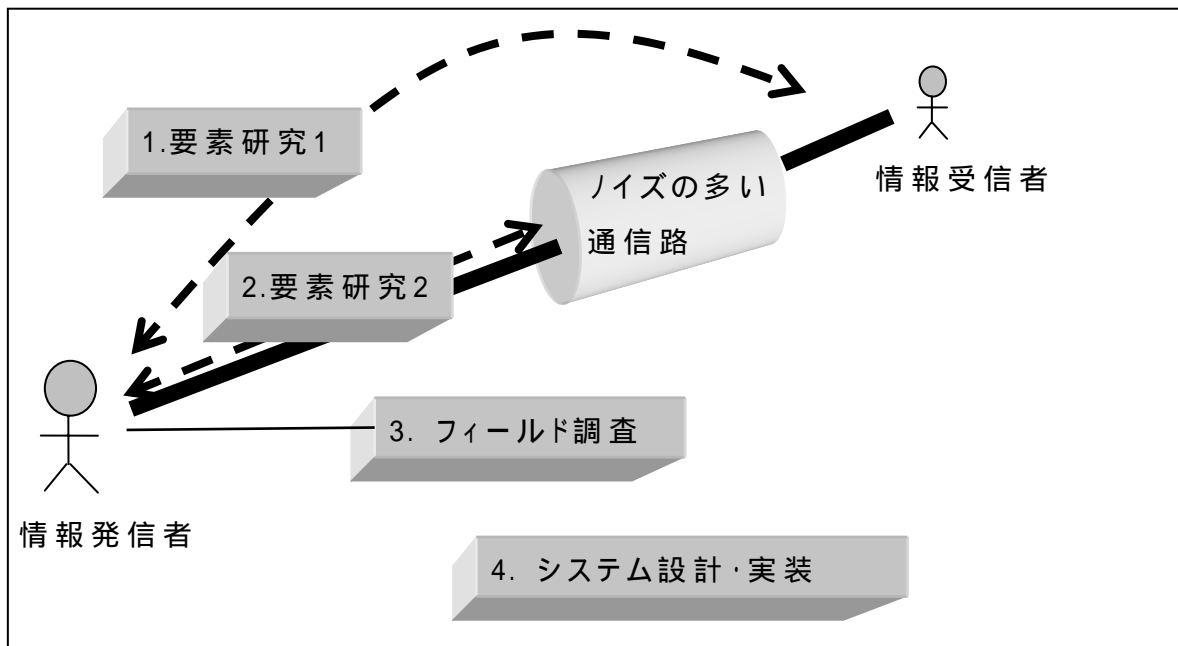 1.要素研究1
情報受信者
ノイズの多い
通信路
2.要素研究2
3. フィールド調査
情報発信者
4. システム設計・実装